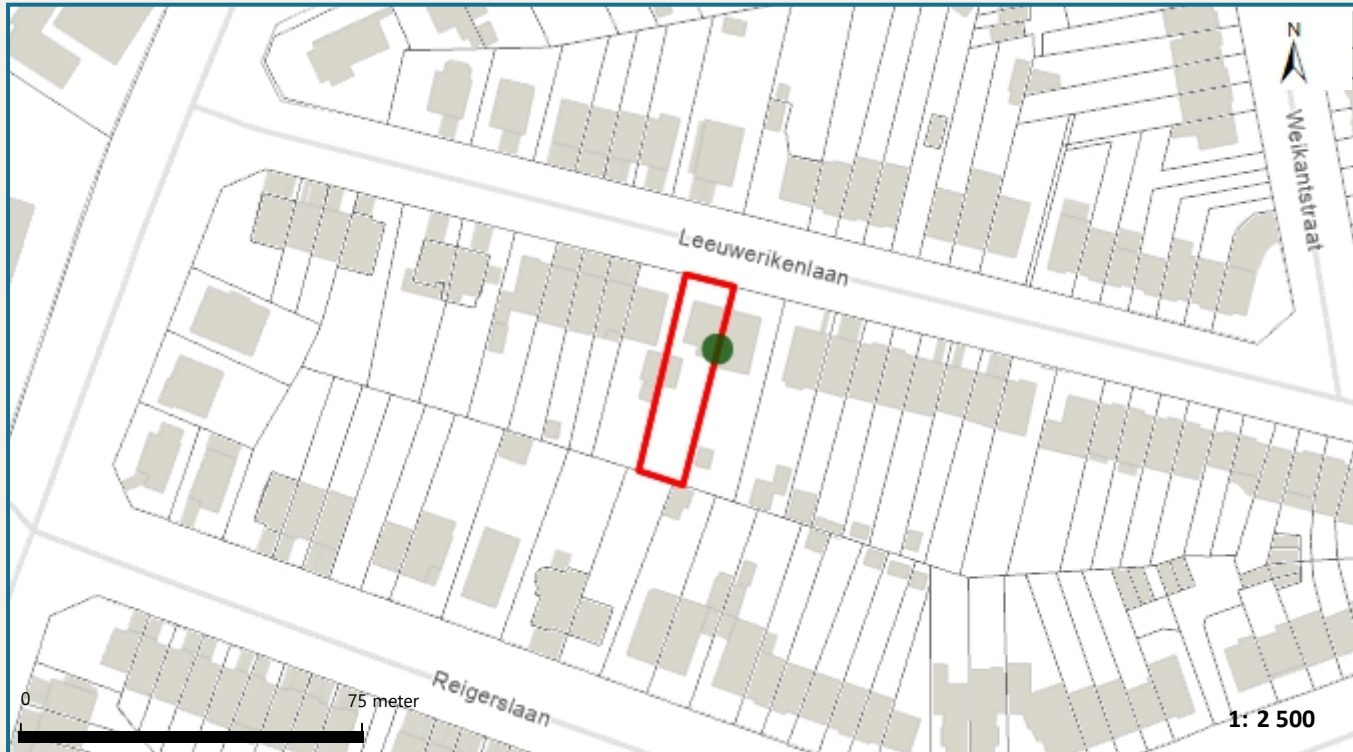 N
Weikantstraat
Leeuwerikenlaan
Reigerslaan
0 75 meter
1: 2 500